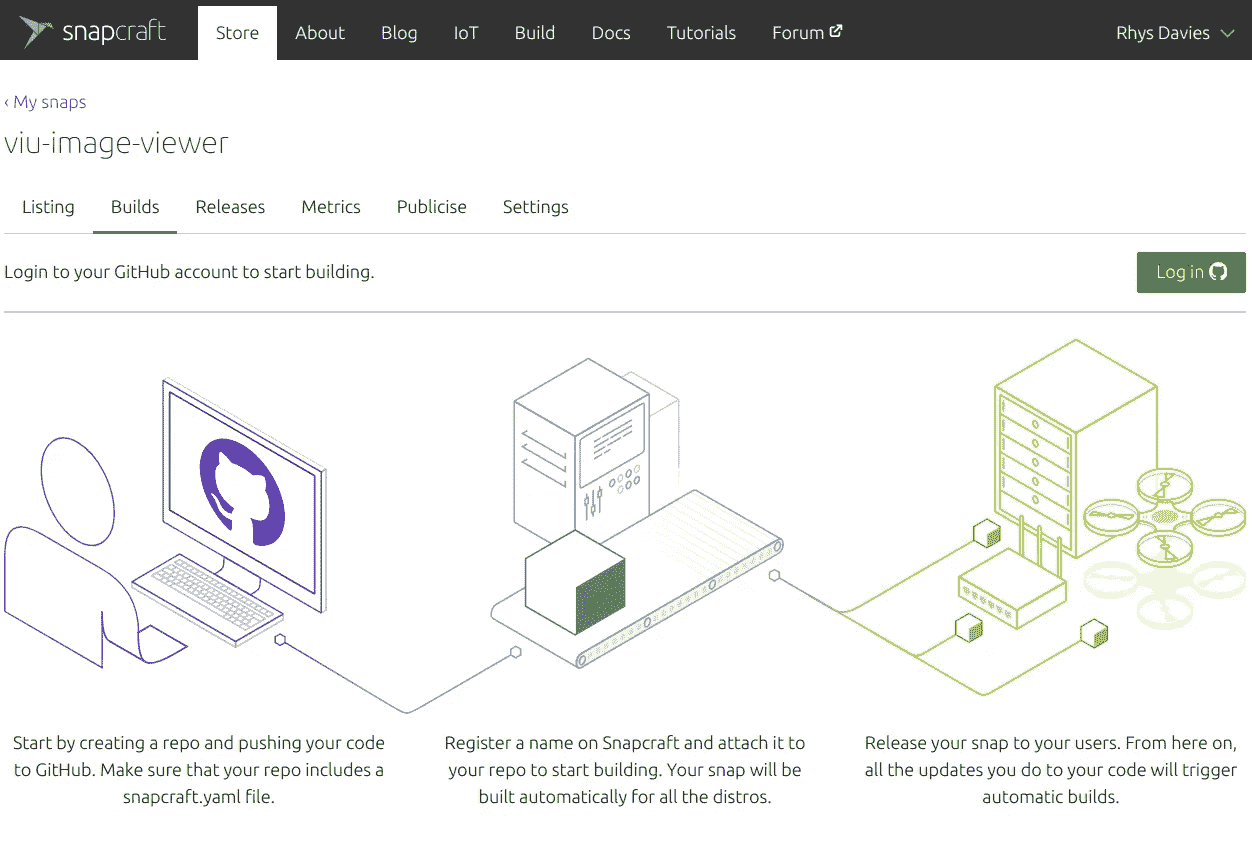 snapcraft Store About Blog IoT Build Docs Tutorials Forum Rhys Davies
‹ My snaps
viu-image-viewer
Listing Builds Releases Metrics Publicise Settings
Login to your GitHub account to start building. Log in
Start by creating a repo and pushing your code
to GitHub. Make sure that your repo includes a
snapcraft.yaml file.
Register a name on Snapcraft and attach it to
your repo to start building. Your snap will be
built automatically for all the distros.
Release your snap to your users. From here on,
all the updates you do to your code will trigger
automatic builds.